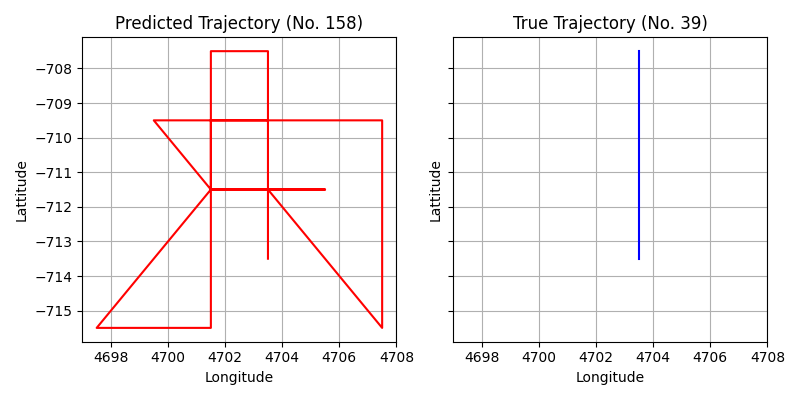 Predicted Trajectory (No. 158)
−708
−709
−710
−711
−712
−713
−714
−715
Lattitude
4698 4700 4702 4704 4706 4708
Longitude
True Trajectory (No. 39)
Lattitude
4698 4700 4702 4704 4706 4708
Longitude